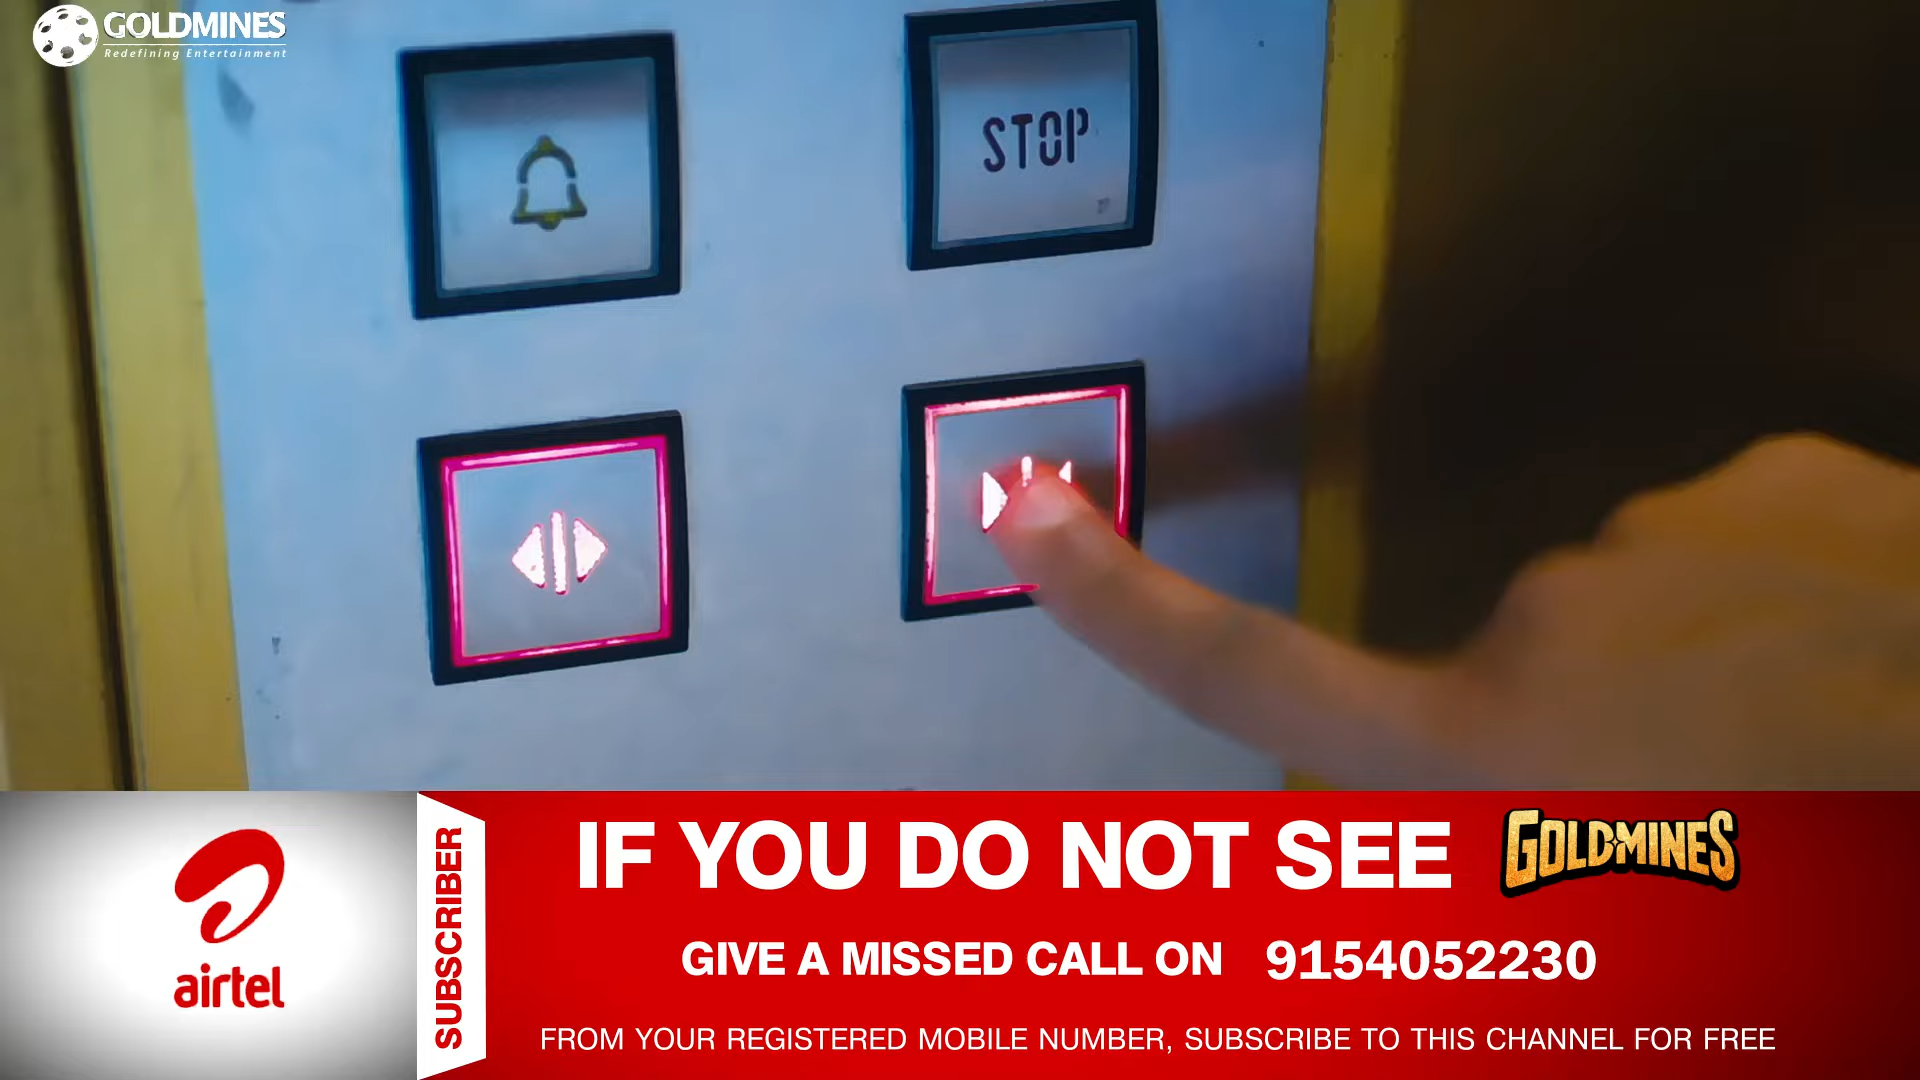 GOLDMINES
Redefining Entertainment
STOP
airtel
SUBSCRIBER
IF YOU DO NOT SEE GOLDMINES
GIVE A MISSED CALL ON 9154052230
FROM YOUR REGISTERED MOBILE NUMBER, SUBSCRIBE TO THIS CHANNEL FOR FREE